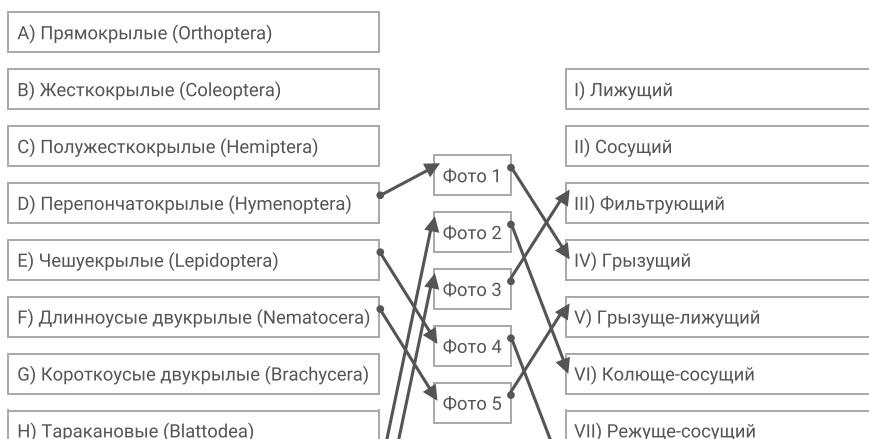 A) Прямокрылые (Orthoptera)
B) Жесткокрылые (Coleoptera)
C) Полужесткокрылые (Hemiptera)
D) Перепончатокрылые (Hymenoptera)
E) Чешуекрылые (Lepidoptera)
F) Длинноусые двукрылые (Nematocera)
G) Короткоусые двукрылые (Brachycera)
H) Таракановые (Blattodea)
Фото 1
Фото 2
Фото 3
Фото 4
Фото 5
I) Лижущий
II) Сосущий
III) Фильтрующий
IV) Грызущий
V) Грызуще-лижущий
VI) Колюще-сосущий
VII) Режуще-сосущий